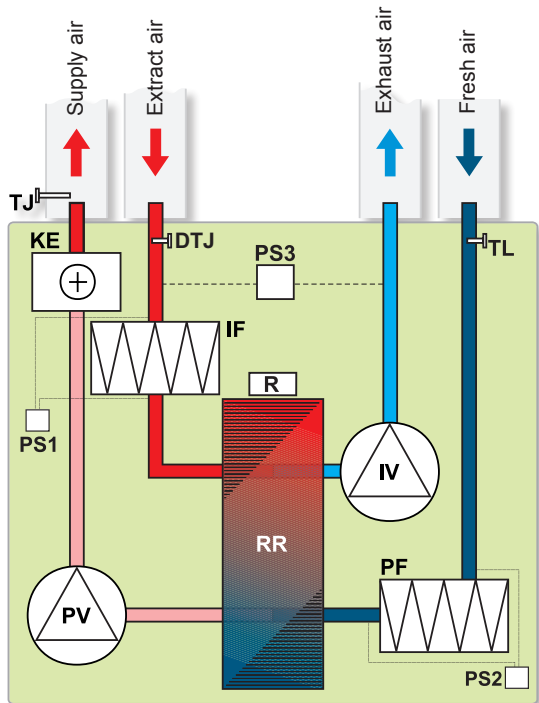 Supply air
Extract air
Exhaust air
Fresh air
TJ
KE
DTJ
PS3
TL
IF
R
PS1
IV
RR
PF
PV
PS2